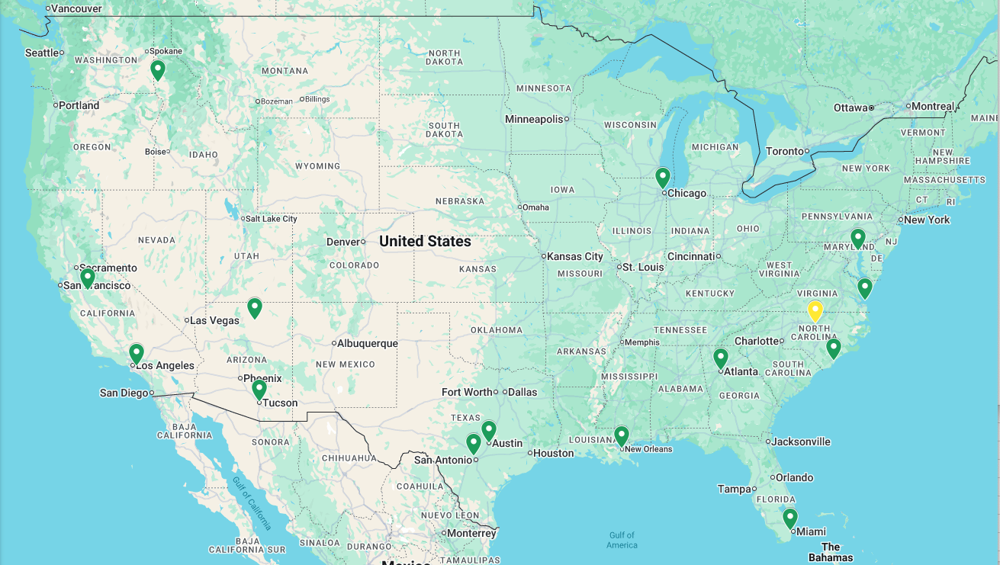 Vancouver
Seattle
Spokane
WASHINGTON
MONTANA
NORTH
DAKOTA
MINNESOTA
Portland
Bozeman
Billings
Minneapolis
Ottawa
Montreal
MAINE
WISCONSIN
SOUTH
DAKOTA
OREGON
Boise
IDAHO
WYOMING
MICHIGAN
Toronto
VERMONT
NEW
HAMPSHIRE
NEW YORK
MASSACHUSETTS
IOWA
Chicago
CT
RI
NEBRASKA
Omaha
Salt Lake City
PENNSYLVANIA
New York
NEVADA
Denver
United States
ILLINOIS
INDIANA
OHIO
MARYLAND
NJ
UTAH
Kansas City
Cincinnati
DE
Sacramento
COLORADO
KANSAS
MISSOURI
St. Louis
WEST
VIRGINIA
San Francisco
KENTUCKY
VIRGINIA
CALIFORNIA
Las Vegas
OKLAHOMA
TENNESSEE
NORTH
CAROLINA
Albuquerque
Memphis
Charlotte
ARKANSAS
Los Angeles
ARIZONA
NEW MEXICO
SOUTH
CAROLINA
Atlanta
Phoenix
MISSISSIPPI
San Diego
Fort Worth
Dallas
ALABAMA
GEORGIA
Tucson
TEXAS
BAJA
CALIFORNIA
SONORA
Austin
LOUISIANA
New Orleans
Jacksonville
CHIHUAHUA
San Antonio
Houston
Gulf of California
COAHUILA
Orlando
Tampa
FLORIDA
NUEVO LEON
Monterrey
Miami
Gulf of
America
BAJA
CALIFORNIA SUR
SINALOA
DURANGO
The
Bahamas
Mexico
TAMAULIPAS